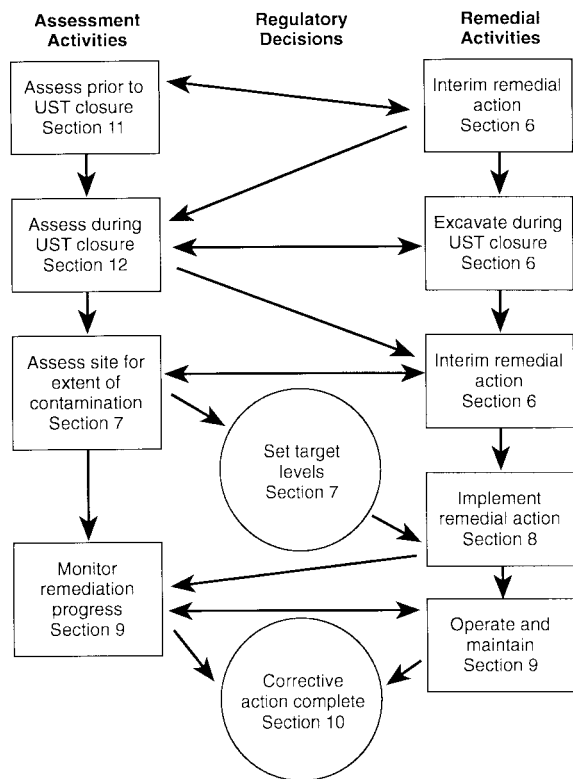 Assessment
Activities
Regulatory
Decisions
Remedial
Activities
Assess prior to
UST closure
Section 11
Interim remedial
action
Section 6
Assess during
UST closure
Section 12
Excavate during
UST closure
Section 6
Assess site for
extent of
contamination
Section 7
Interim remedial
action
Section 6
Set target
levels
Section 7
Implement
remedial action
Section 8
Monitor
remediation
progress
Section 9
Operate and
maintain
Section 9
Corrective
action complete
Section 10